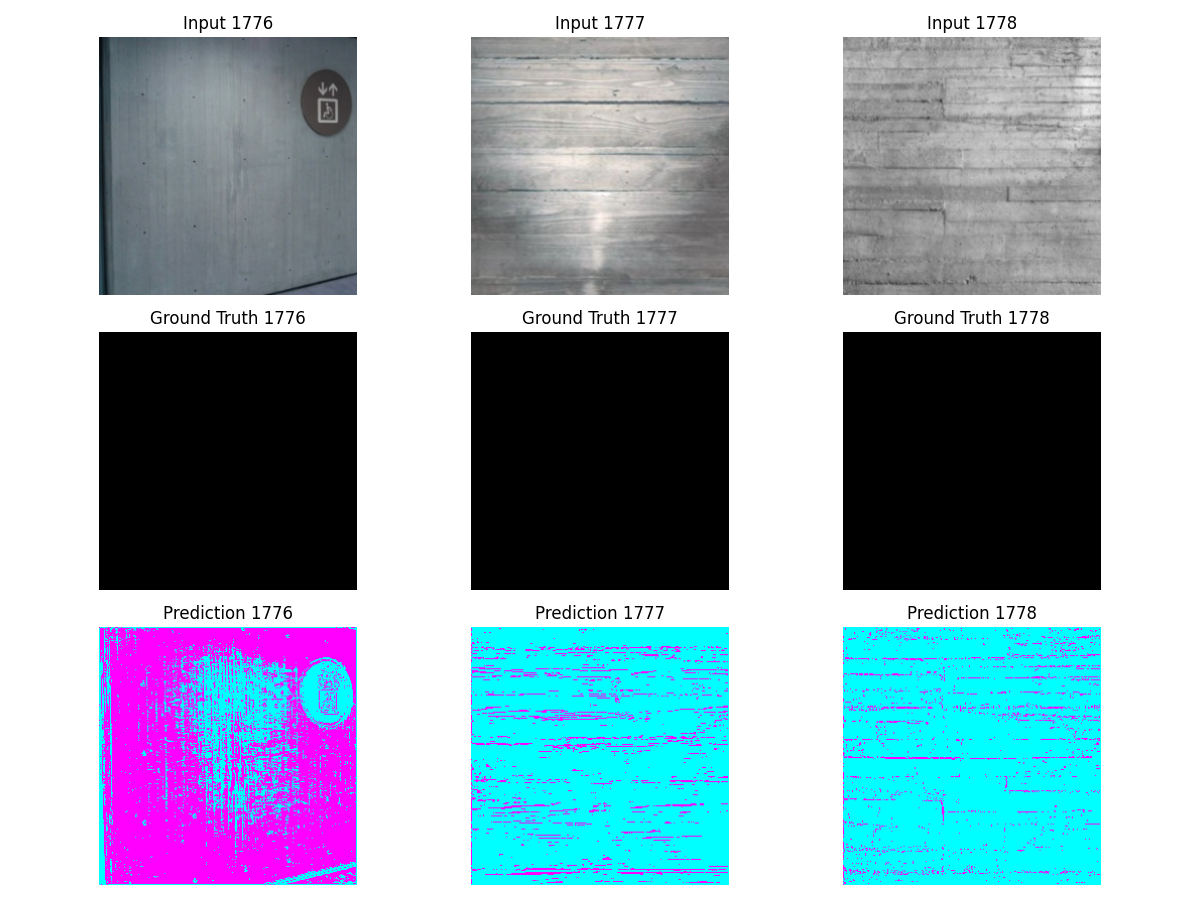 Input 1776
Input 1777
Input 1778
Ground Truth 1776
Ground Truth 1777
Ground Truth 1778
Prediction 1776
Prediction 1777
Prediction 1778